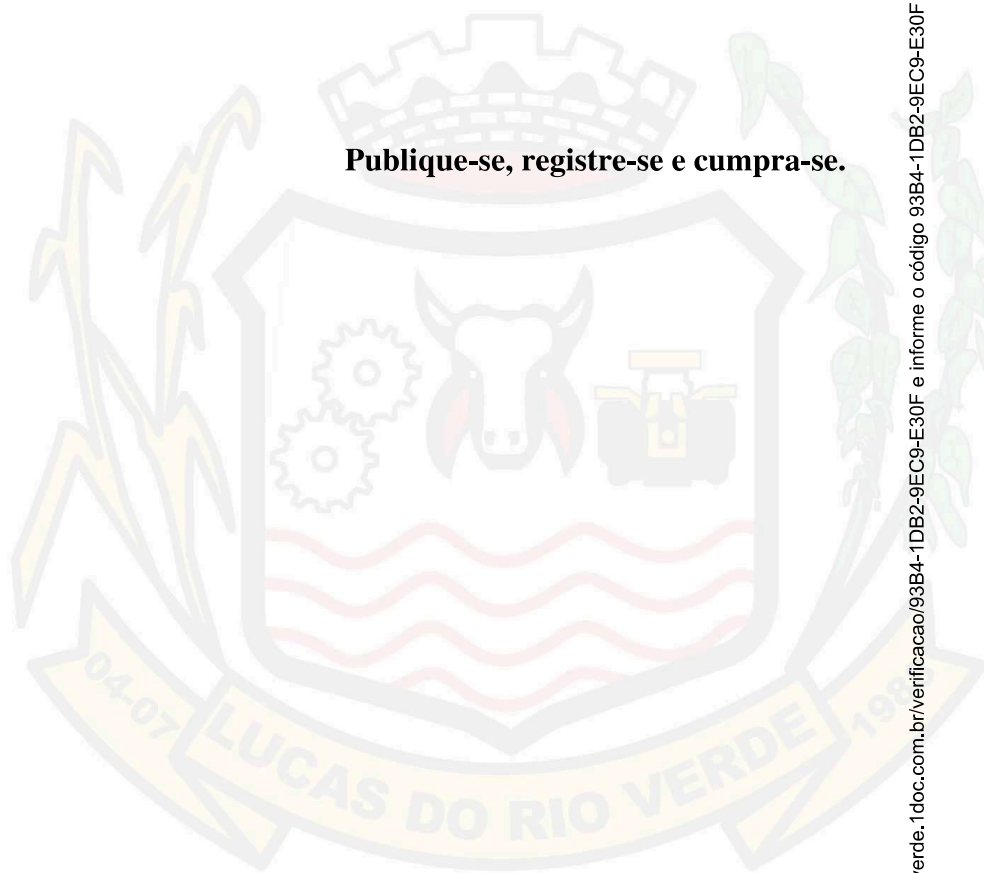 Publique-se, registre-se e cumpra-se.
04-07
LUCAS DO RIO VERDE
1988
erde.1doc.com.br/verificacao/93B4-1DB2-9EC9-E30F e informe o código 93B4-1DB2-9EC9-E30F